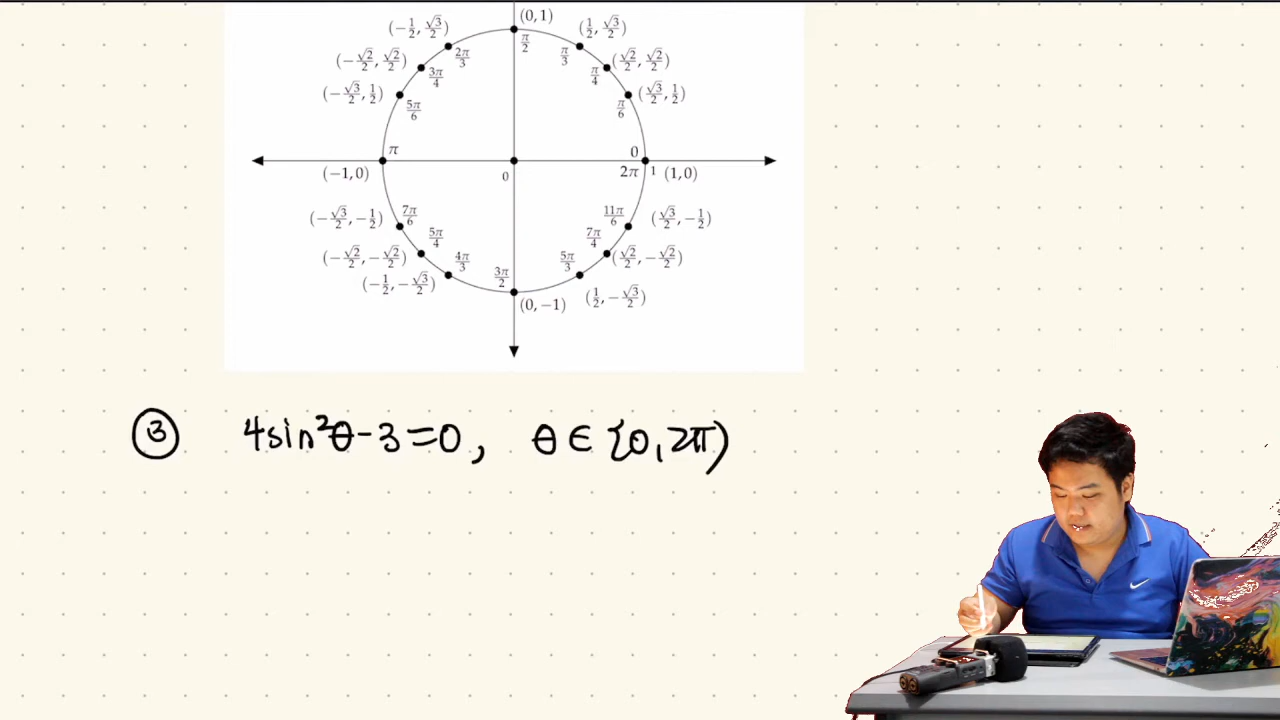 (0, 1)
(−1/2, √3/2) (1/2, √3/2)
π/2
2π/3 π/3
(−√2/2, √2/2) (√2/2, √2/2)
3π/4 π/4
(−√3/2, 1/2) (√3/2, 1/2)
5π/6 π/6
π 0
(−1, 0) 0 2π 1 (1, 0)
(−√3/2, −1/2) 7π/6 11π/6 (√3/2, −1/2)
5π/4 7π/4
(−√2/2, −√2/2) 4π/3 5π/3 (√2/2, −√2/2)
3π/2
(−1/2, −√3/2) (1/2, −√3/2)
(0, −1)
③ 4sin²θ−3=0, θ∈{0,2π)